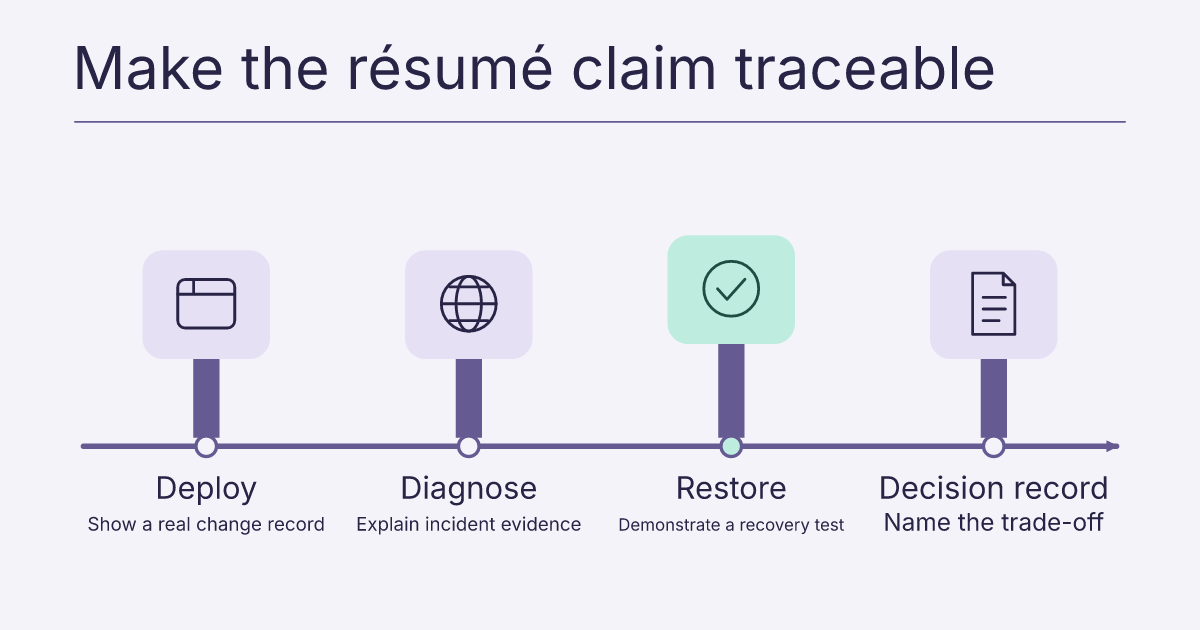 Make the résumé claim traceable
Deploy
Show a real change record
Diagnose
Explain incident evidence
Restore
Demonstrate a recovery test
Decision record
Name the trade-off